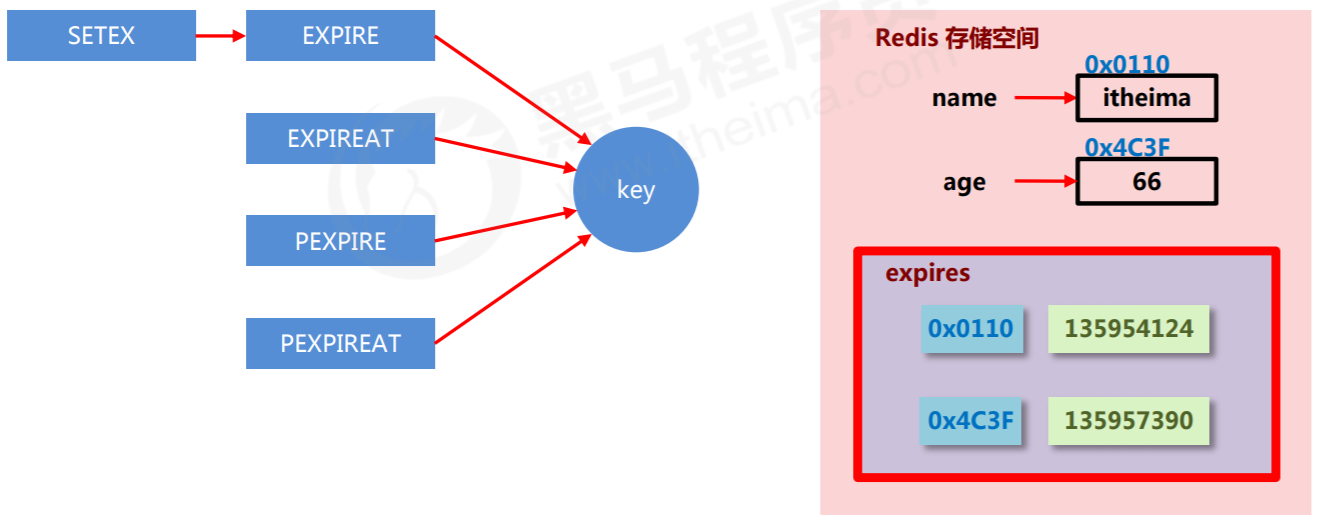 SETEX
EXPIRE
EXPIREAT
PEXPIRE
PEXPIREAT
key
黑马程序员
www.itheima.com
Redis 存储空间
0x0110
name
itheima
0x4C3F
age
66
expires
0x0110
135954124
0x4C3F
135957390